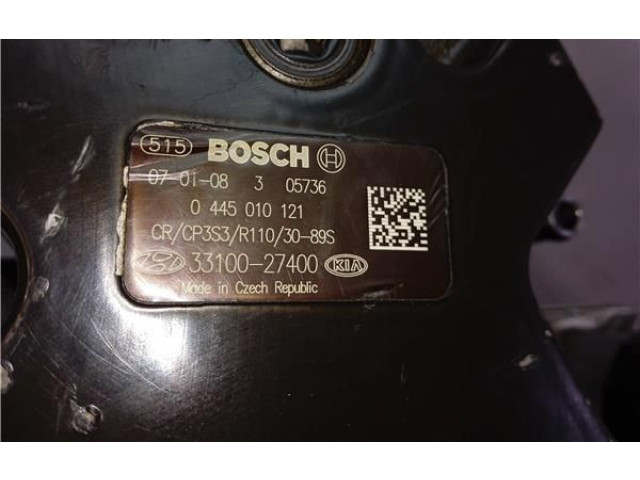 515 BOSCH
07-01-08 3 05736
0 445 010 121
CR/CP3S3/R110/30-89S
33100-27400 KIA
Made in Czech Republic